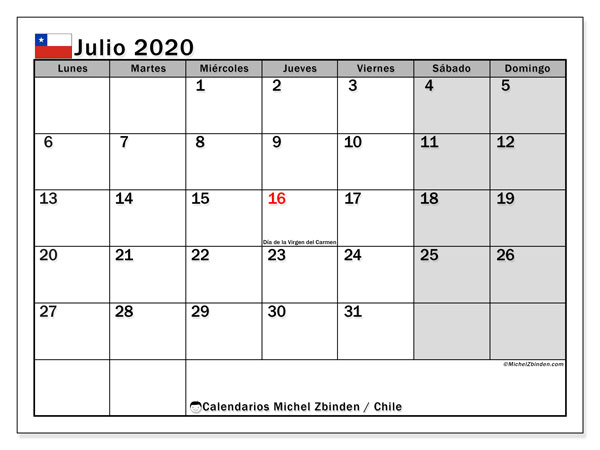 Julio 2020
Lunes Martes Miércoles Jueves Viernes Sábado Domingo
1 2 3 4 5
6 7 8 9 10 11 12
13 14 15 16 17 18 19
Día de la Virgen del Carmen
20 21 22 23 24 25 26
27 28 29 30 31
©MichelZbinden.com
Calendarios Michel Zbinden / Chile